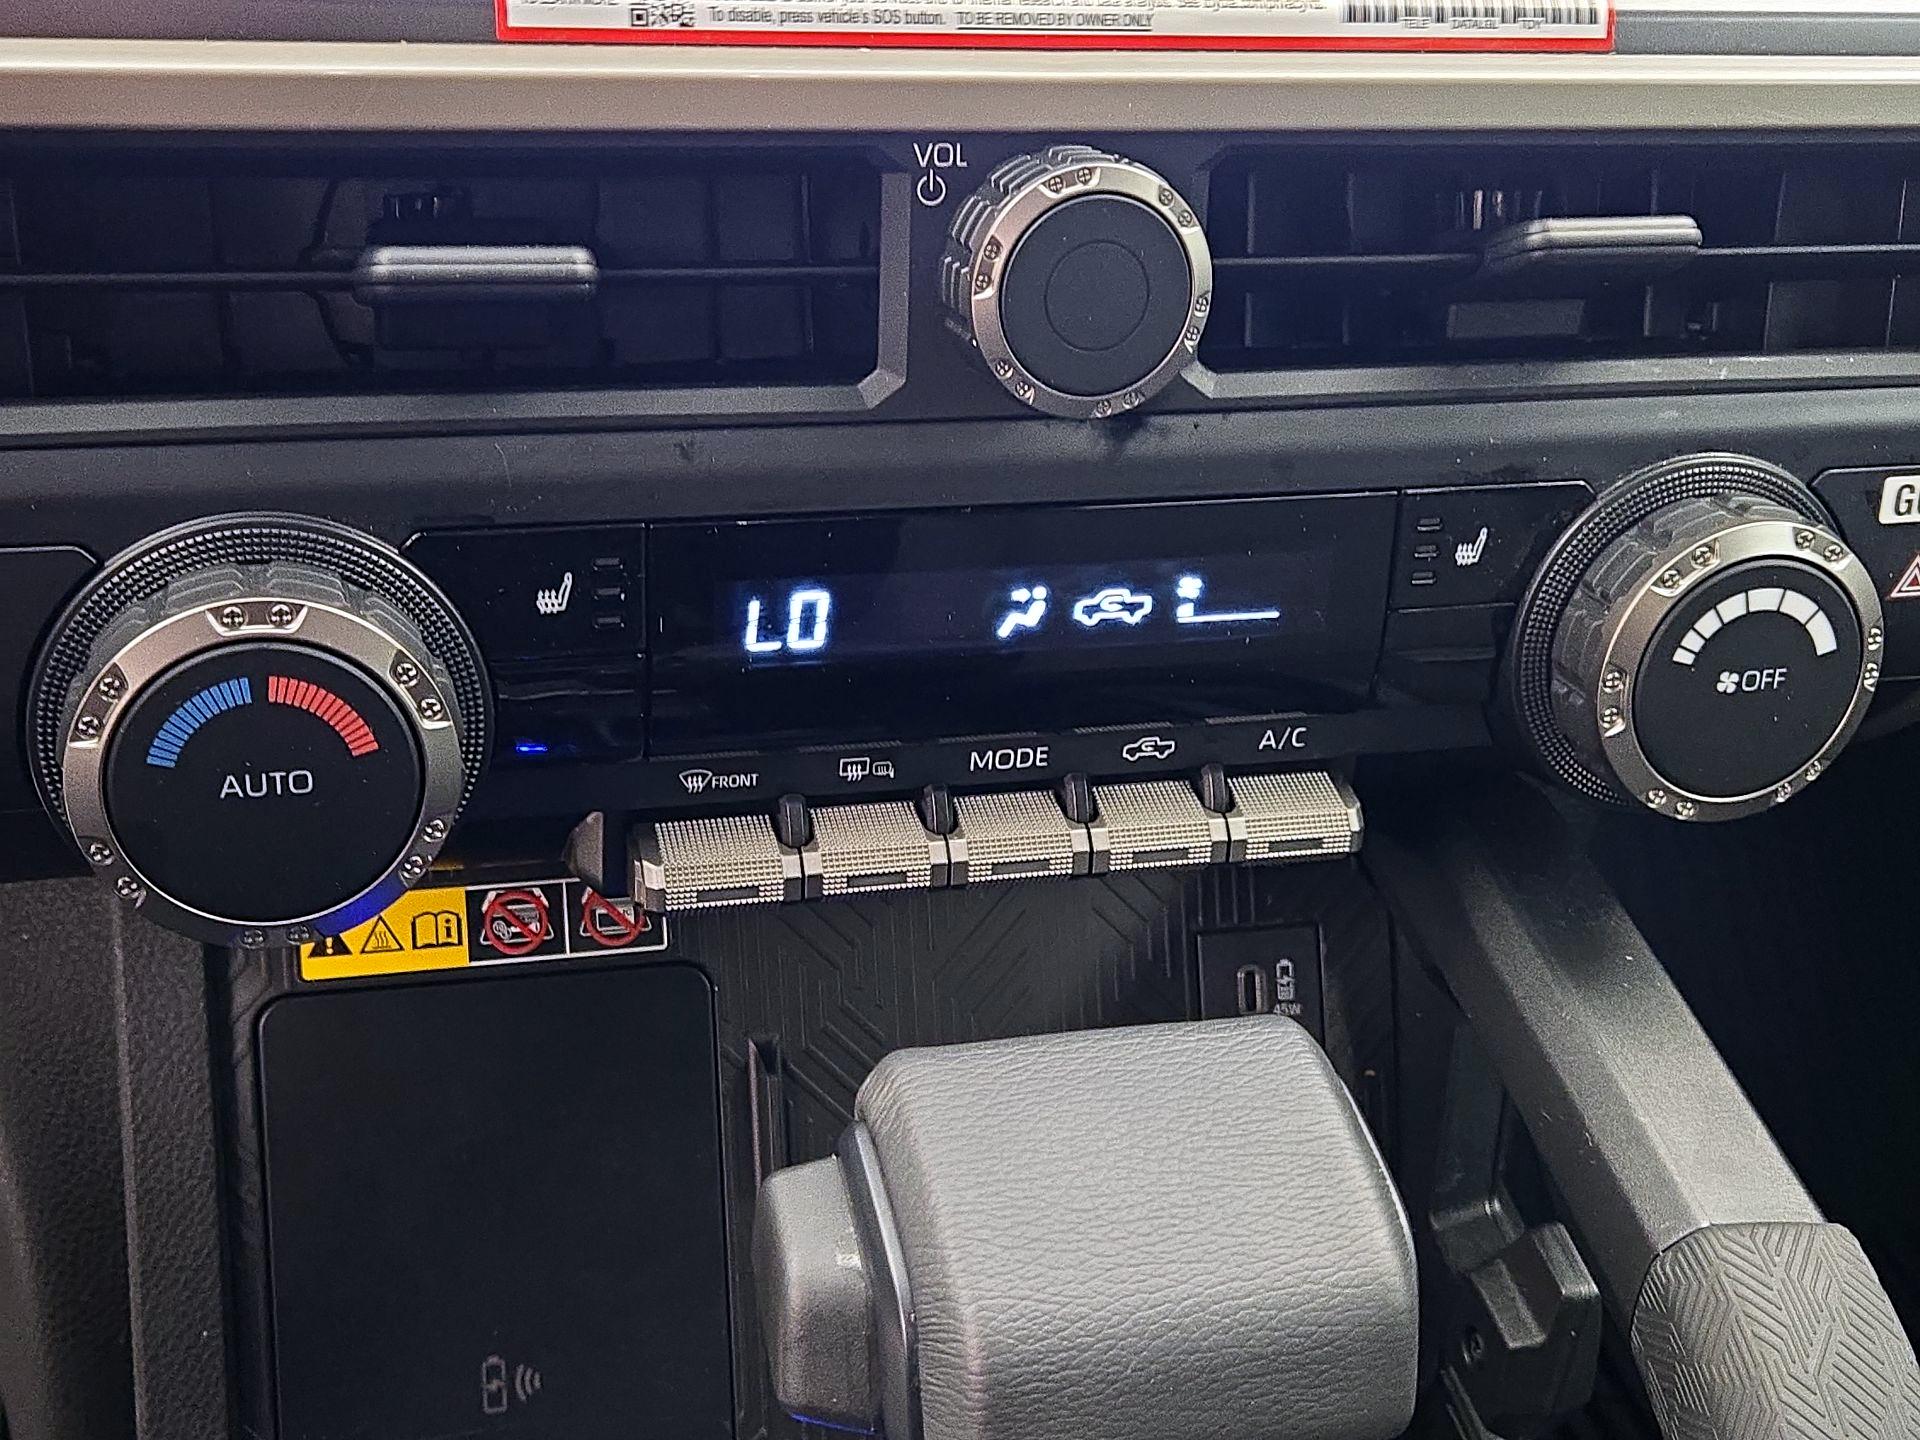 To disable, press vehicle's SOS button. TO BE REMOVED BY OWNER ONLY
VOL
LO
OFF
AUTO
FRONT
MODE
A/C
45W